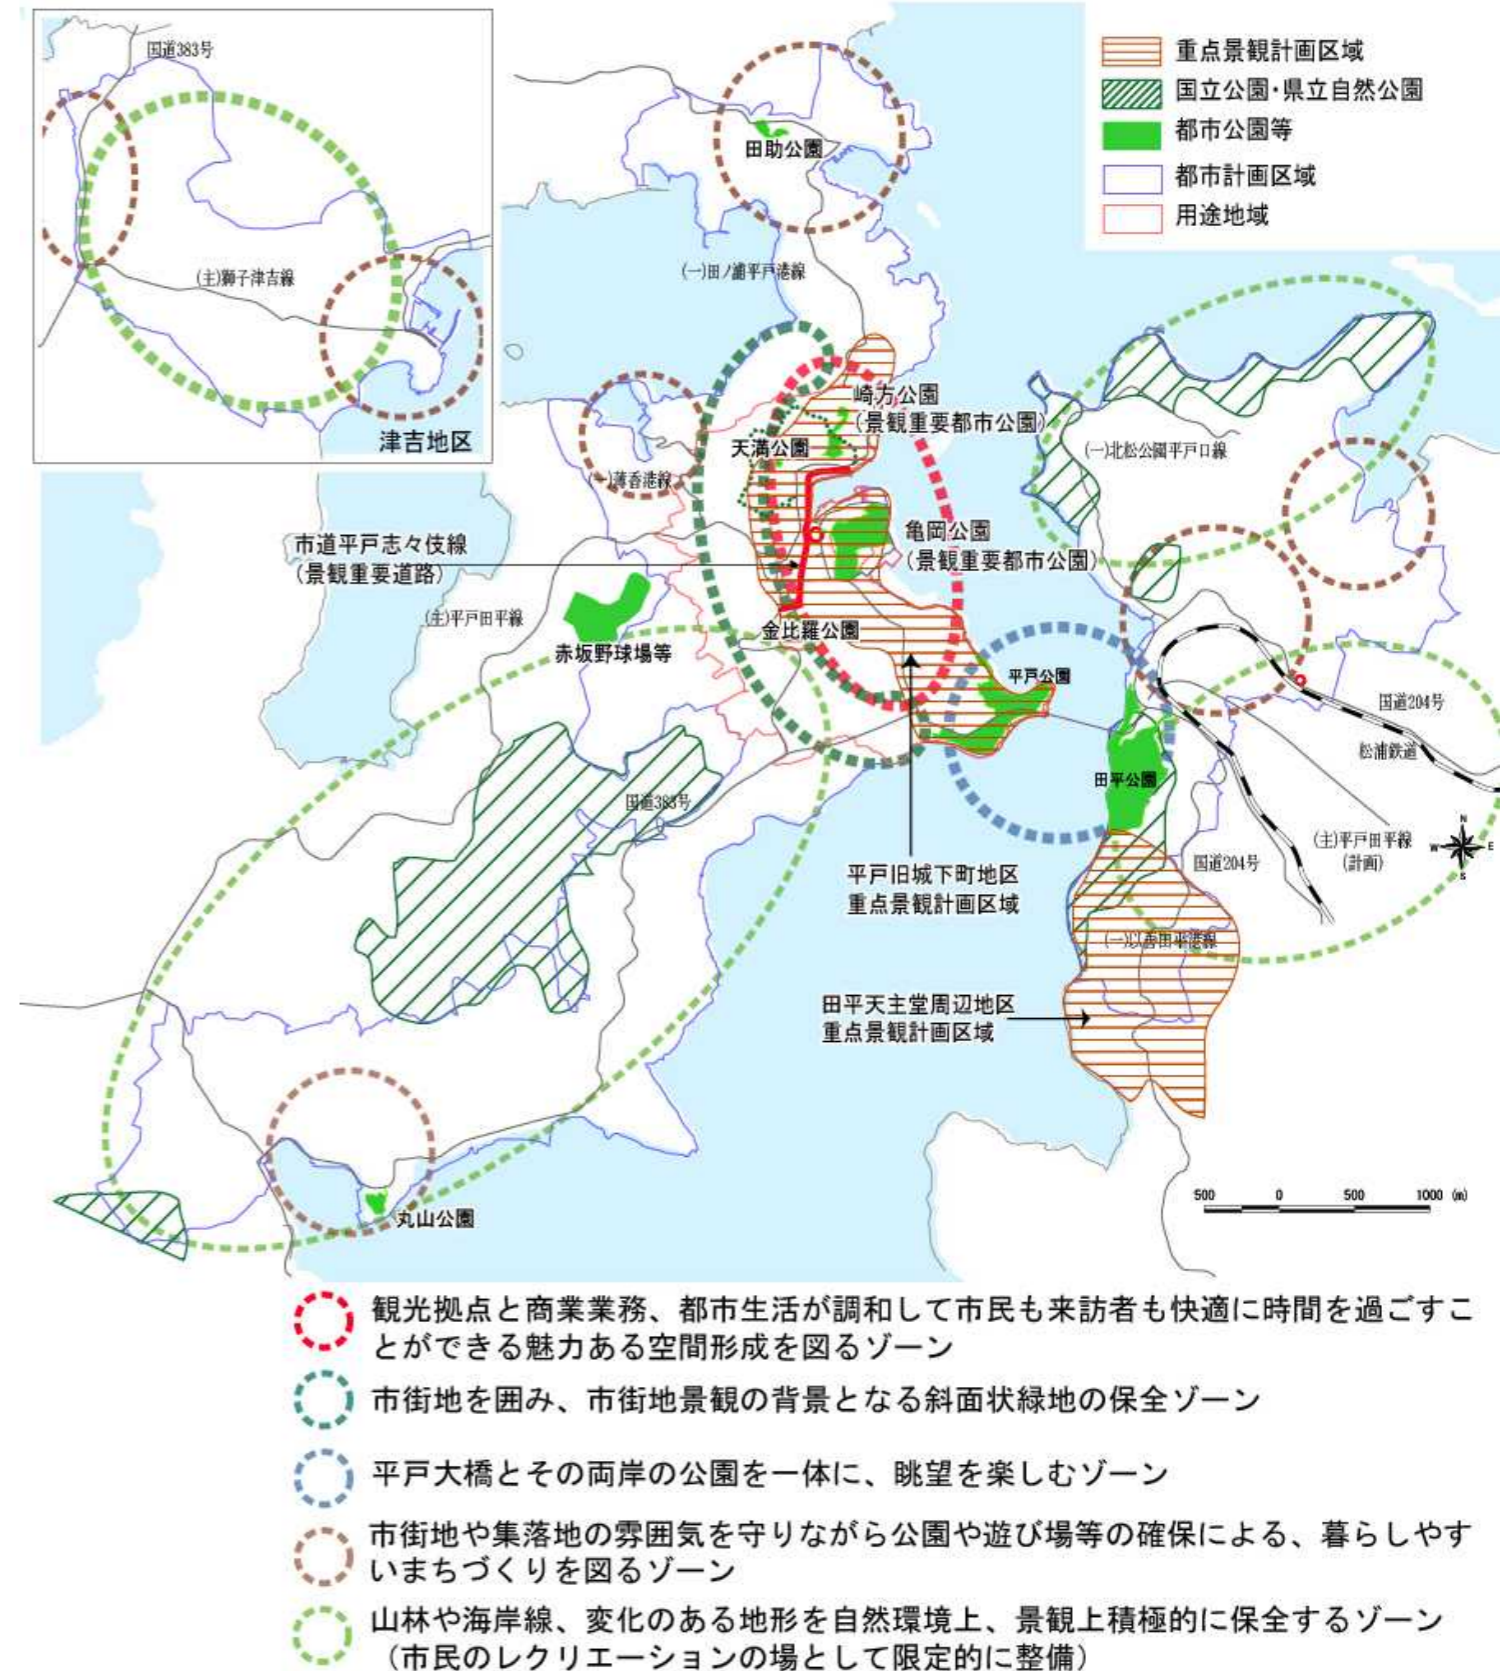 国道383号
(主)獅子津吉線
津吉地区
重点景観計画区域
国立公園・県立自然公園
都市公園等
都市計画区域
用途地域
田助公園
(一)田ノ浦平戸港線
崎方公園
(景観重要都市公園)
天満公園
(一)薄香港線
(一)北松公園平戸口線
市道平戸志々伎線
(景観重要道路)
亀岡公園
(景観重要都市公園)
(主)平戸田平線
金比羅公園
赤坂野球場等
平戸公園
国道204号
松浦鉄道
田平公園
国道383号
(主)平戸田平線
(計画)
国道204号
N
W
E
S
平戸旧城下町地区
重点景観計画区域
(一)以善田平港線
田平天主堂周辺地区
重点景観計画区域
500 0 500 1000 (m)
丸山公園
観光拠点と商業業務、都市生活が調和して市民も来訪者も快適に時間を過ごすこ
とができる魅力ある空間形成を図るゾーン
市街地を囲み、市街地景観の背景となる斜面状緑地の保全ゾーン
平戸大橋とその両岸の公園を一体に、眺望を楽しむゾーン
市街地や集落地の雰囲気を守りながら公園や遊び場等の確保による、暮らしやす
いまちづくりを図るゾーン
山林や海岸線、変化のある地形を自然環境上、景観上積極的に保全するゾーン
（市民のレクリエーションの場として限定的に整備）